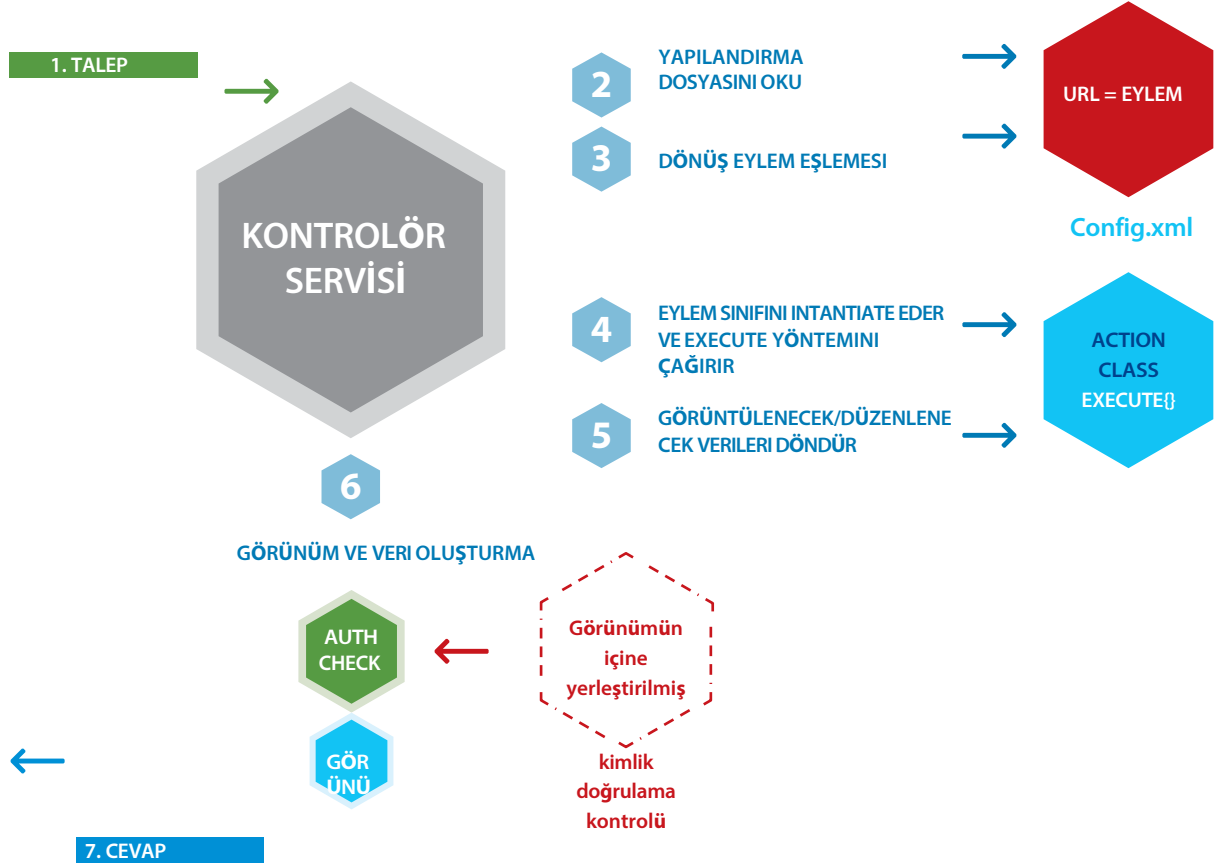 1. TALEP
2
YAPILANDIRMA
DOSYASINI OKU
URL = EYLEM
3
DÖNÜŞ EYLEM EŞLEMESI
Config.xml
KONTROLÖR
SERVİSİ
4
EYLEM SINIFINI INTANTIATE EDER
VE EXECUTE YÖNTEMINI
ÇAĞIRIR
ACTION
CLASS
EXECUTE{}
5
GÖRÜNTÜLENECEK/DÜZENLENE
CEK VERILERI DÖNDÜR
6
GÖRÜNÜM VE VERI OLUŞTURMA
AUTH
CHECK
Görünümün
içine
yerleştirilmiş
kimlik
doğrulama
kontrolü
GÖR
ÜNÜ
7. CEVAP